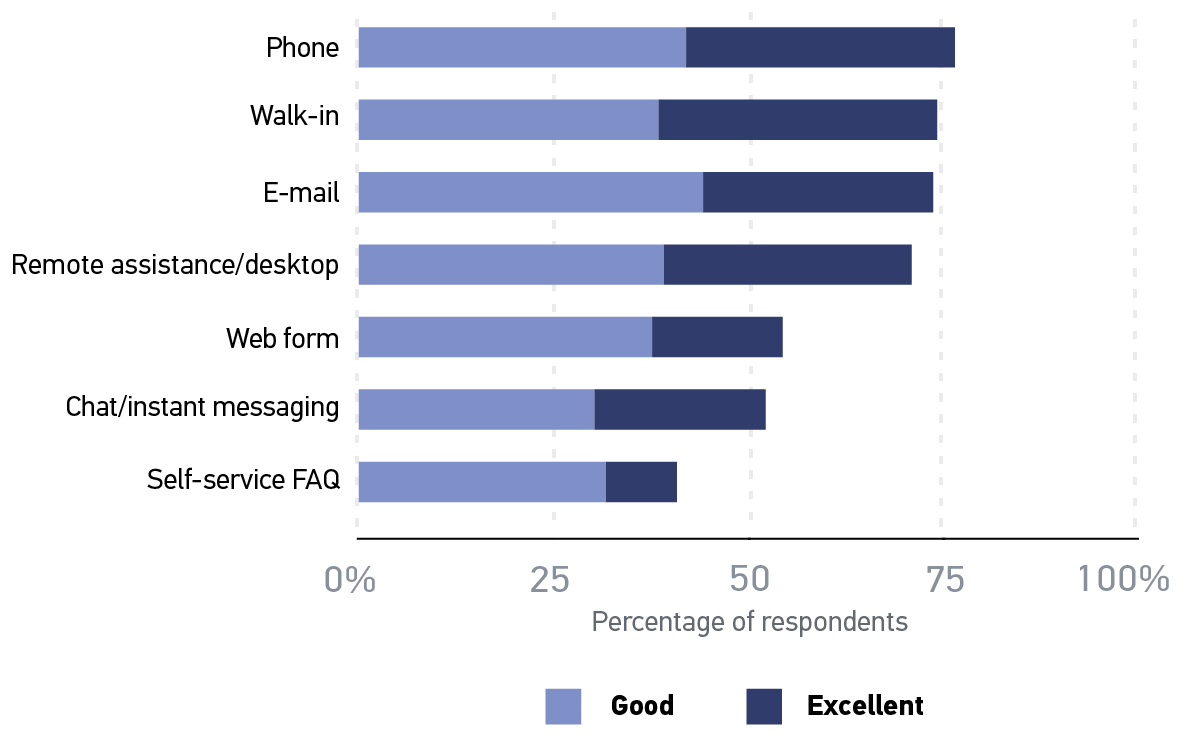 Phone
Walk-in
E-mail
Remote assistance/desktop
Web form
Chat/instant messaging
Self-service FAQ
0% 25 50 75 100%
Percentage of respondents
Good Excellent